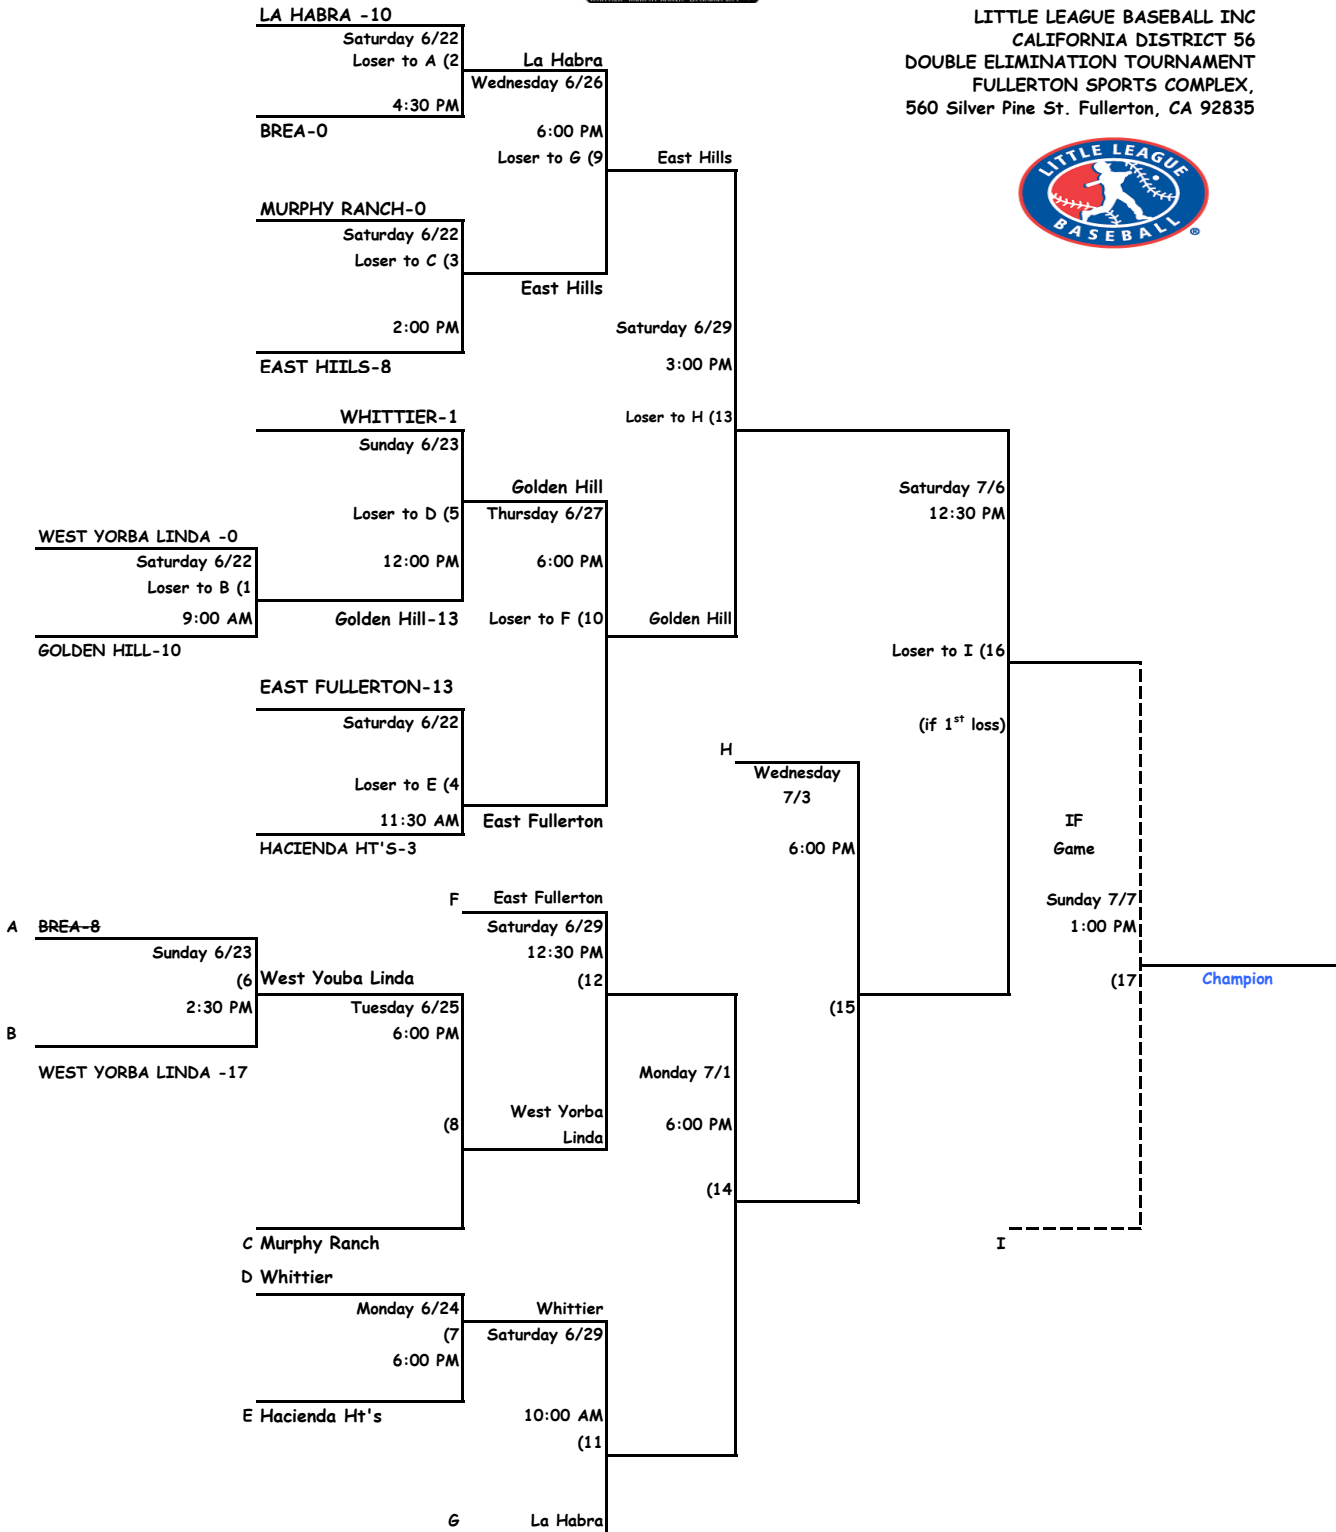 LA HABRA -10
LITTLE LEAGUE BASEBALL INC
CALIFORNIA DISTRICT 56
DOUBLE ELIMINATION TOURNAMENT
FULLERTON SPORTS COMPLEX,
560 Silver Pine St. Fullerton, CA 92835
LITTLE LEAGUE
BASEBALL
®
Saturday 6/22
Loser to A (2
4:30 PM
BREA-0
La Habra
Wednesday 6/26
6:00 PM
Loser to G (9
East Hills
MURPHY RANCH-0
Saturday 6/22
Loser to C (3
2:00 PM
EAST HIILS-8
East Hills
Saturday 6/29
3:00 PM
Loser to H (13
WHITTIER-1
Sunday 6/23
Loser to D (5
12:00 PM
Golden Hill-13
WEST YORBA LINDA -0
Saturday 6/22
Loser to B (1
9:00 AM
GOLDEN HILL-10
Golden Hill
Thursday 6/27
6:00 PM
Loser to F (10
Golden Hill
Saturday 7/6
12:30 PM
Loser to I (16
(if 1st loss)
EAST FULLERTON-13
Saturday 6/22
Loser to E (4
11:30 AM
HACIENDA HT'S-3
East Fullerton
H
Wednesday
7/3
6:00 PM
(15
IF
Game
Sunday 7/7
1:00 PM
(17
Champion
F East Fullerton
Saturday 6/29
12:30 PM
(12
A BREA-8
Sunday 6/23
(6
2:30 PM
B
WEST YORBA LINDA -17
West Youba Linda
Tuesday 6/25
6:00 PM
(8
West Yorba
Linda
Monday 7/1
6:00 PM
(14
C Murphy Ranch
I
D Whittier
Monday 6/24
(7
6:00 PM
E Hacienda Ht's
Whittier
Saturday 6/29
10:00 AM
(11
G La Habra